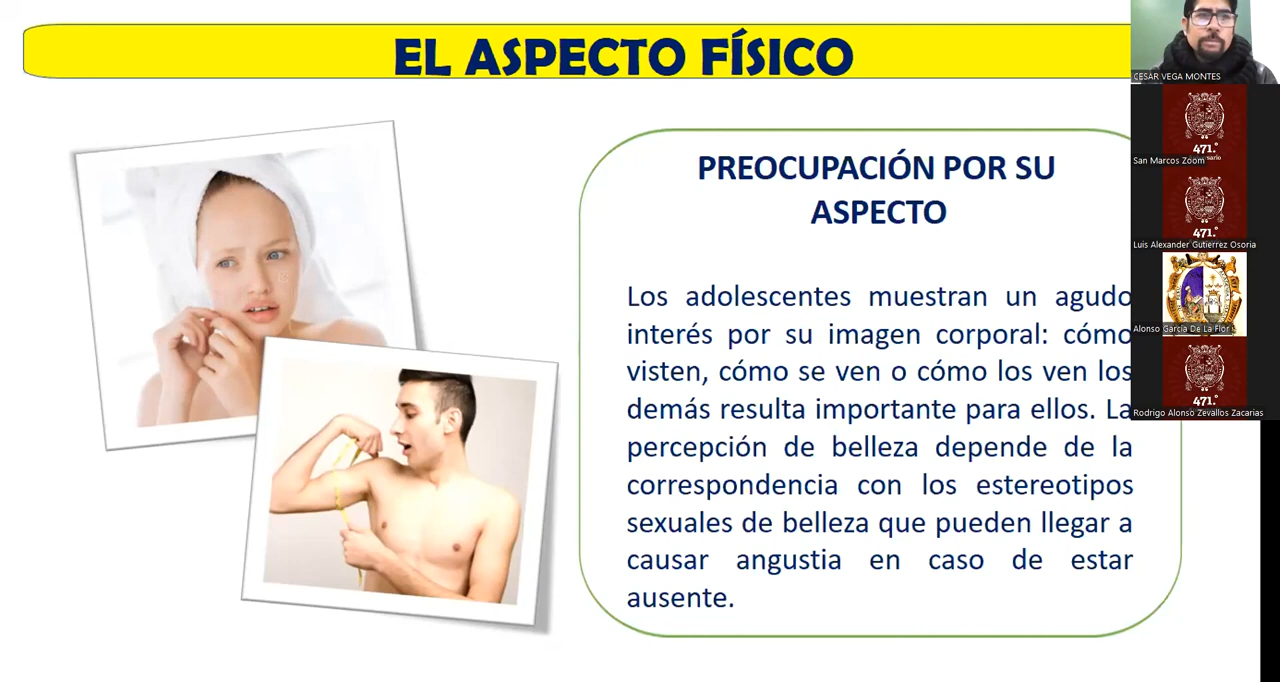 EL ASPECTO FÍSICO
PREOCUPACIÓN POR SU
ASPECTO
Los adolescentes muestran un agudo
interés por su imagen corporal: cómo
visten, cómo se ven o cómo los ven los
demás resulta importante para ellos. La
percepción de belleza depende de la
correspondencia con los estereotipos
sexuales de belleza que pueden llegar a
causar angustia en caso de estar
ausente.
CESAR VEGA MONTES
471.°
San Marcos Zoom
sario
471.°
Luis Alexander Gutierrez Osoria
Alonso García De La Flor
471.°
Rodrigo Alonso Zevallos Zacarias